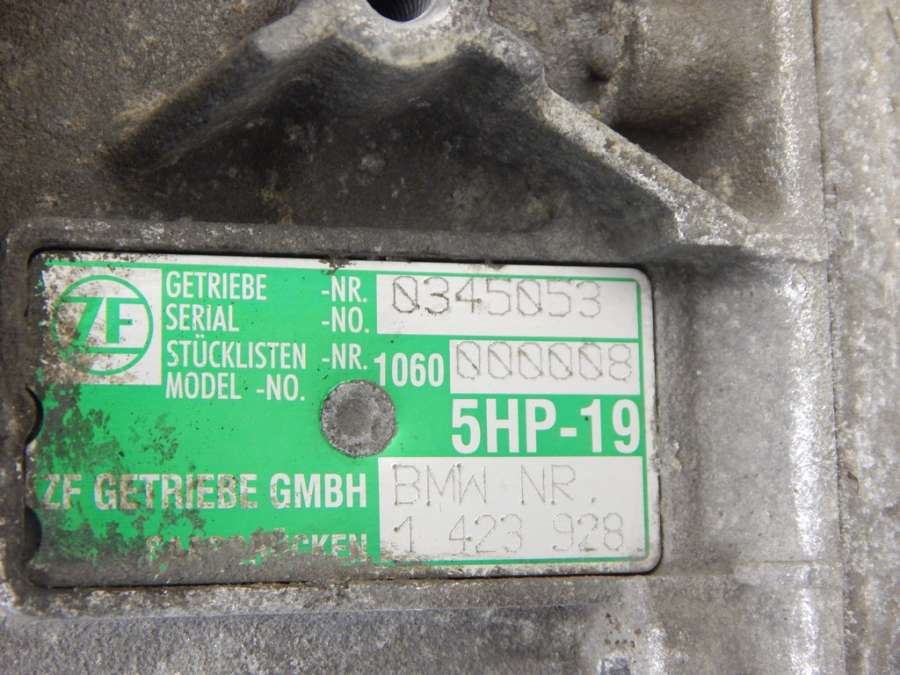 ZF
GETRIEBE -NR. 0345053
SERIAL -NO.
STÜCKLISTEN -NR. 1060 000008
MODEL -NO.
5HP-19
ZF GETRIEBE GMBH BMW NR.
1 423 928